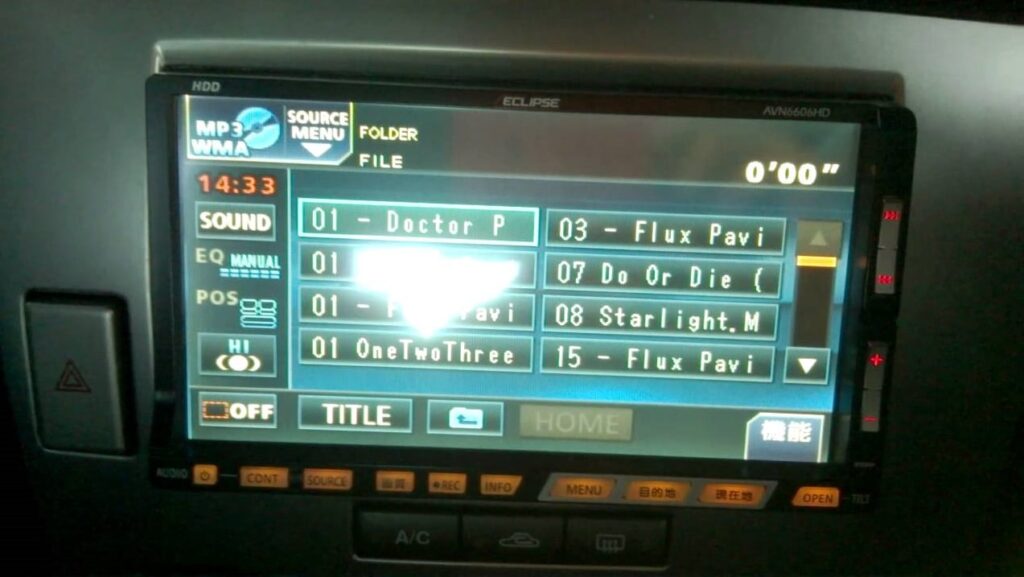 HDD
ECLIPSE
AVN6606HD
MP3
WMA
SOURCE
MENU
FOLDER
FILE
0'00"
14:33
SOUND
EQ MANUAL
POS
HI
01 - Doctor P
03 - Flux Pavi
01
07 Do Or Die (
01 - F avi
08 Starlight.M
01 OneTwoThree
15 - Flux Pavi
OFF
TITLE
HOME
機能
AUDIO
CONT
SOURCE
画質
●REC
INFO
MENU
目的地
現在地
OPEN
TILT
+
-
A/C